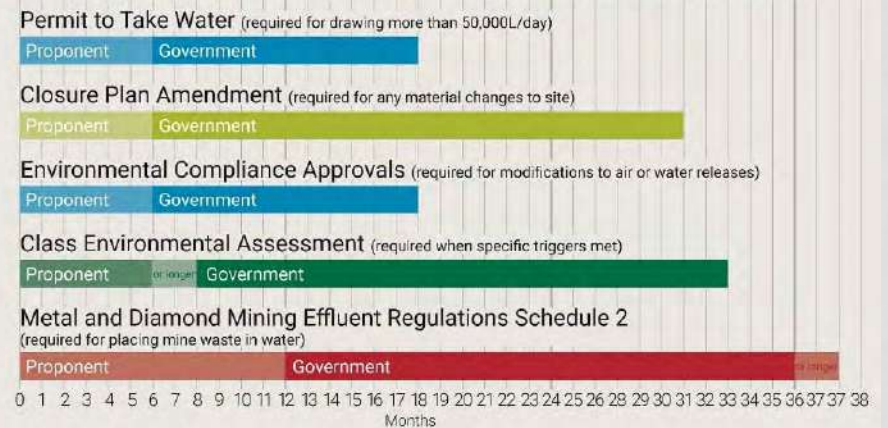 Permit to Take Water (required for drawing more than 50,000L/day)
Proponent Government
Closure Plan Amendment (required for any material changes to site)
Proponent Government
Environmental Compliance Approvals (required for modifications to air or water releases)
Proponent Government
Class Environmental Assessment (required when specific triggers met)
Proponent or longer Government
Metal and Diamond Mining Effluent Regulations Schedule 2
(required for placing mine waste in water)
Proponent Government or longer
0 1 2 3 4 5 6 7 8 9 10 11 12 13 14 15 16 17 18 19 20 21 22 23 24 25 26 28 29 30 31 32 33 34 35 36 37 37 38
Months